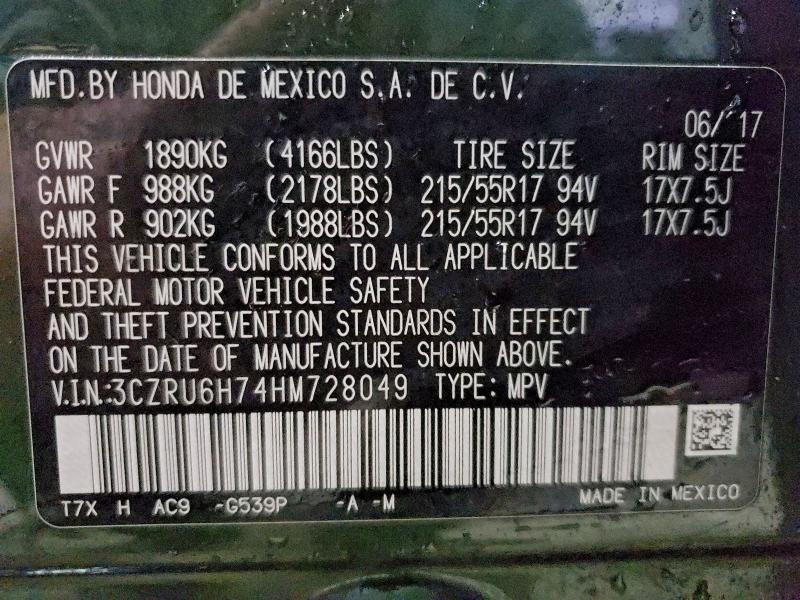 MFD.BY HONDA DE MEXICO S.A. DE C.V.
06/'17
GVWR 1890KG (4166LBS) TIRE SIZE RIM SIZE
GAWR F 988KG (2178LBS) 215/55R17 94V 17X7.5J
GAWR R 902KG (1988LBS) 215/55R17 94V 17X7.5J
THIS VEHICLE CONFORMS TO ALL APPLICABLE
FEDERAL MOTOR VEHICLE SAFETY
AND THEFT PREVENTION STANDARDS IN EFFECT
ON THE DATE OF MANUFACTURE SHOWN ABOVE.
V.I.N.:3CZRU6H74HM728049 TYPE: MPV
T7X H AC9 -G539P -A -M MADE IN MEXICO